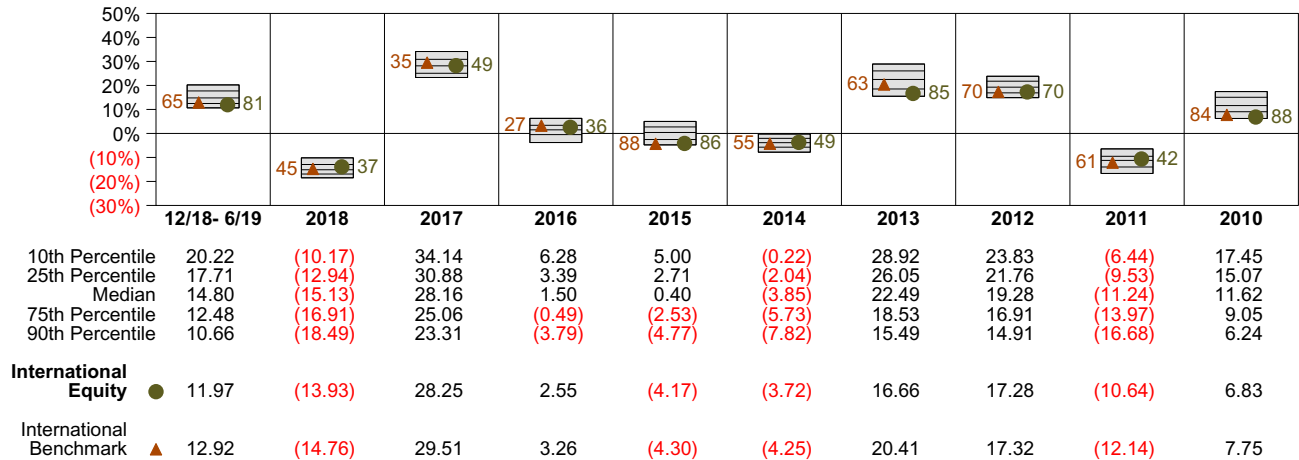 50%
40%
30%
20%
10%
0%
(10%)
(20%)
(30%)
65 81
45 37
35 49
27 36
88 86
55 49
63 85
70 70
61 42
84 88
12/18- 6/19 2018 2017 2016 2015 2014 2013 2012 2011 2010
10th Percentile 20.22 (10.17) 34.14 6.28 5.00 (0.22) 28.92 23.83 (6.44) 17.45
25th Percentile 17.71 (12.94) 30.88 3.39 2.71 (2.04) 26.05 21.76 (9.53) 15.07
Median 14.80 (15.13) 28.16 1.50 0.40 (3.85) 22.49 19.28 (11.24) 11.62
75th Percentile 12.48 (16.91) 25.06 (0.49) (2.53) (5.73) 18.53 16.91 (13.97) 9.05
90th Percentile 10.66 (18.49) 23.31 (3.79) (4.77) (7.82) 15.49 14.91 (16.68) 6.24
International
Equity 11.97 (13.93) 28.25 2.55 (4.17) (3.72) 16.66 17.28 (10.64) 6.83
International
Benchmark 12.92 (14.76) 29.51 3.26 (4.30) (4.25) 20.41 17.32 (12.14) 7.75